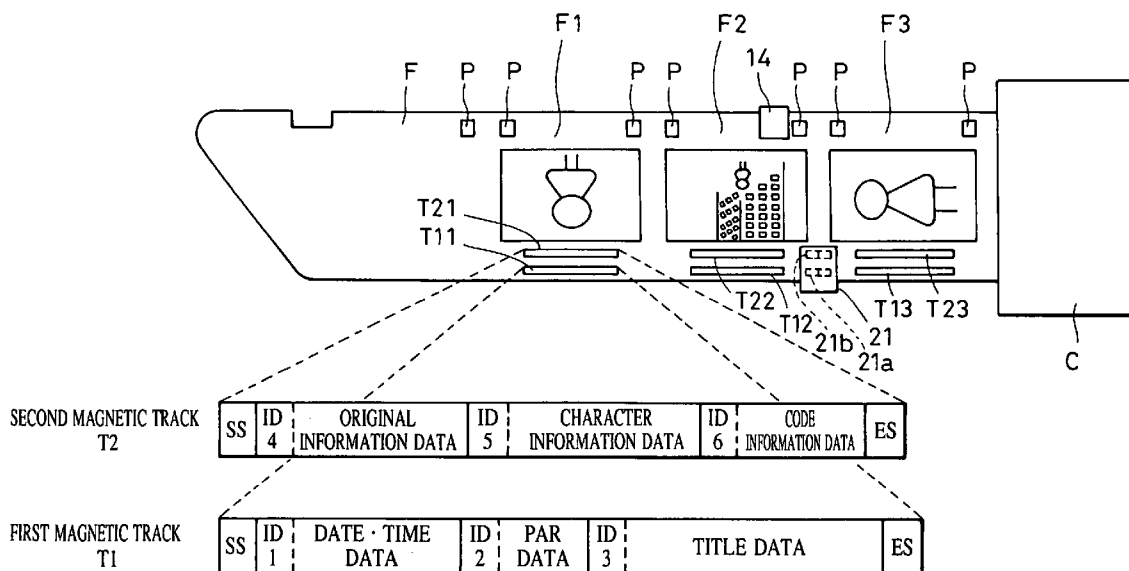 F1 F2 F3
F P P P P 14 P P P
T21
T11
T22 T12 21b 21a 21 T13 T23 C
SECOND MAGNETIC TRACK
T2
SS ID 4 ORIGINAL INFORMATION DATA ID 5 CHARACTER INFORMATION DATA ID 6 CODE INFORMATION DATA ES
FIRST MAGNETIC TRACK
T1
SS ID 1 DATE · TIME DATA ID 2 PAR DATA ID 3 TITLE DATA ES